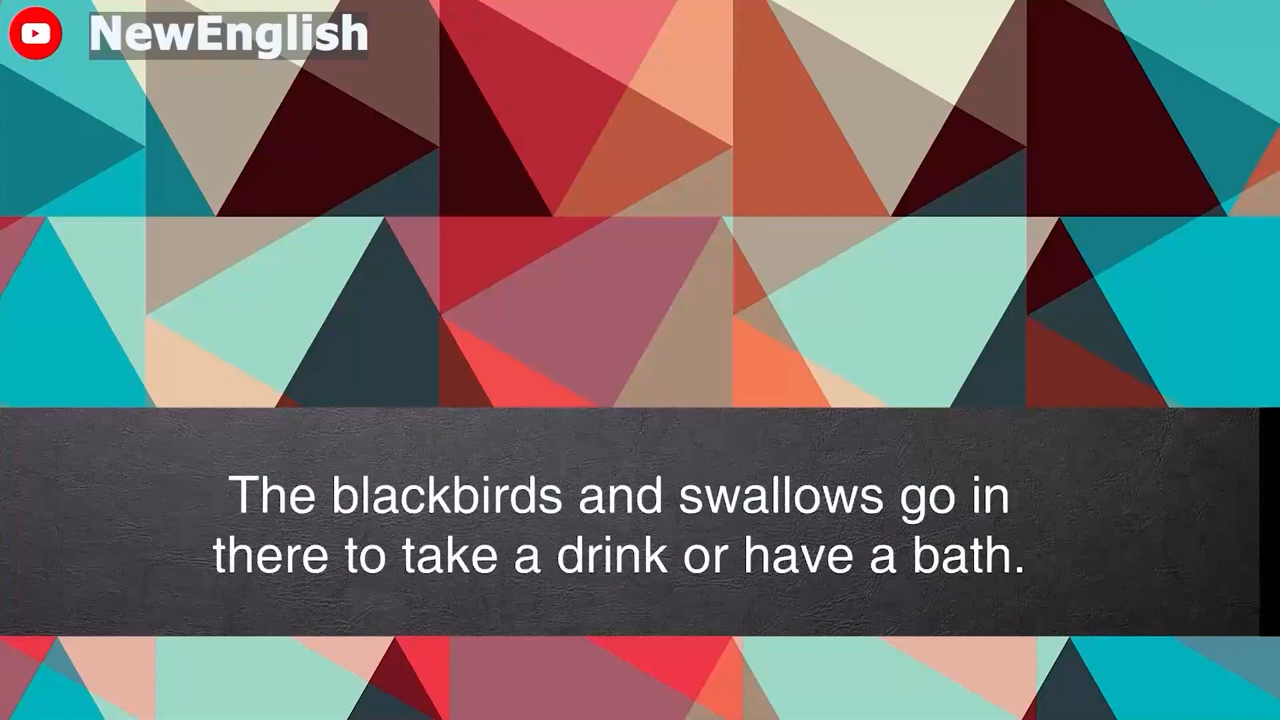 NewEnglish
The blackbirds and swallows go in
there to take a drink or have a bath.